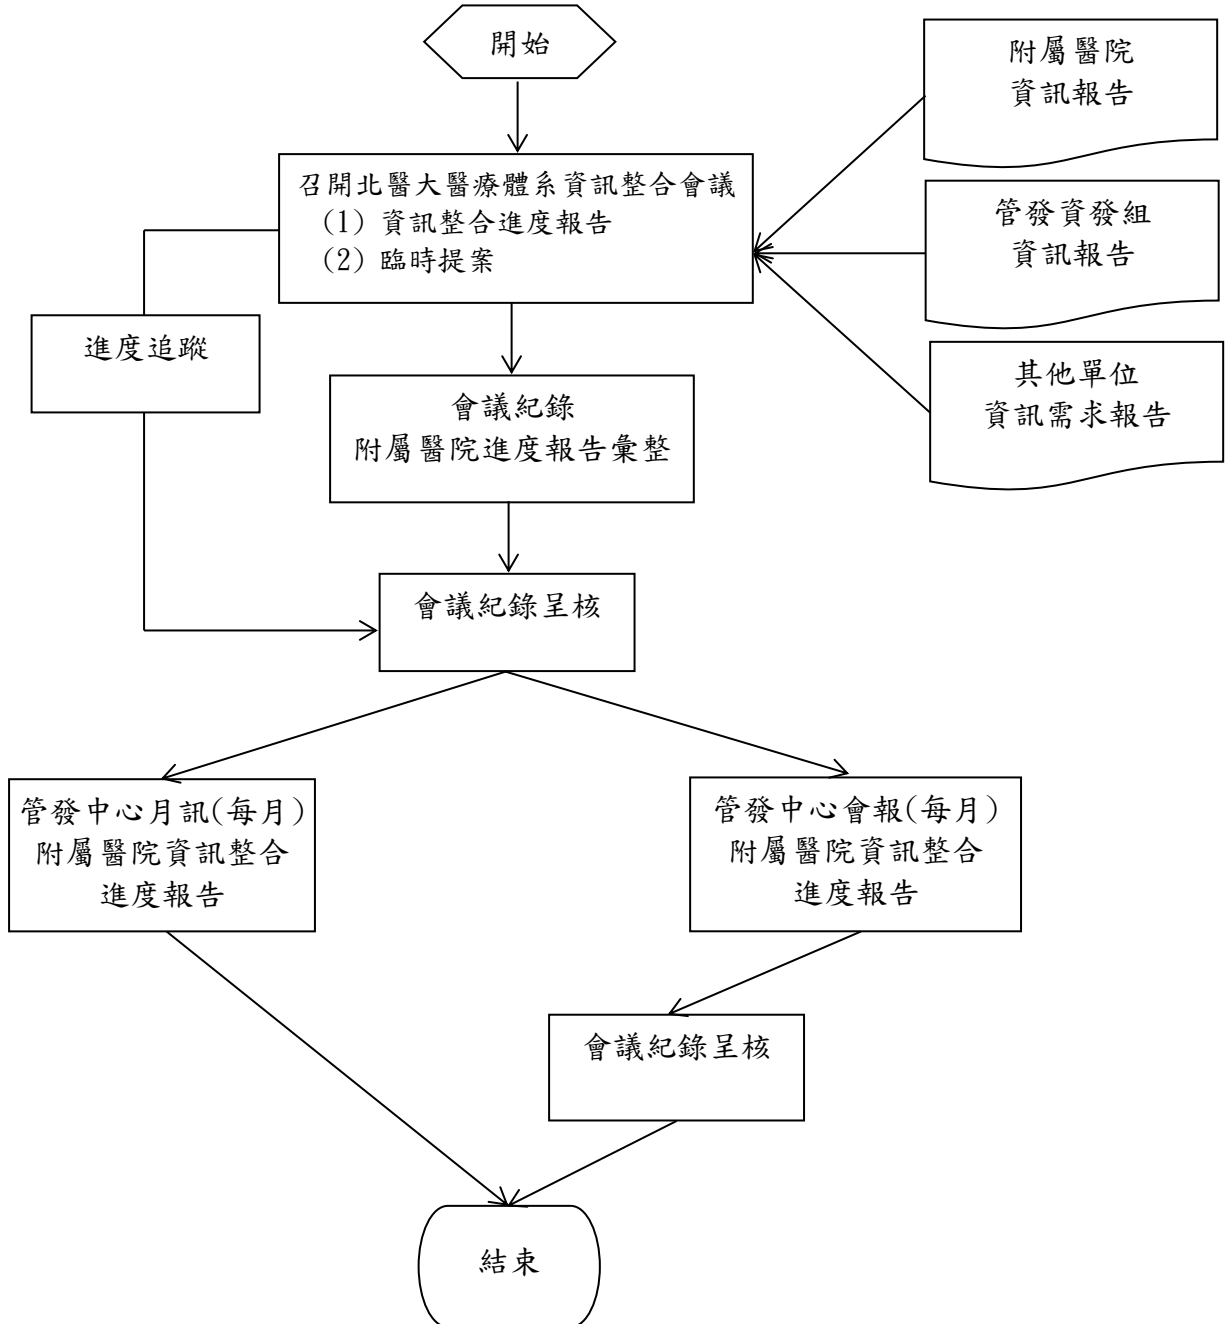 開始
附屬醫院
資訊報告
召開北醫大醫療體系資訊整合會議
(1) 資訊整合進度報告
(2) 臨時提案
管發資發組
資訊報告
進度追蹤
其他單位
資訊需求報告
會議紀錄
附屬醫院進度報告彙整
會議紀錄呈核
管發中心月訊(每月)
附屬醫院資訊整合
進度報告
管發中心會報(每月)
附屬醫院資訊整合
進度報告
會議紀錄呈核
結束